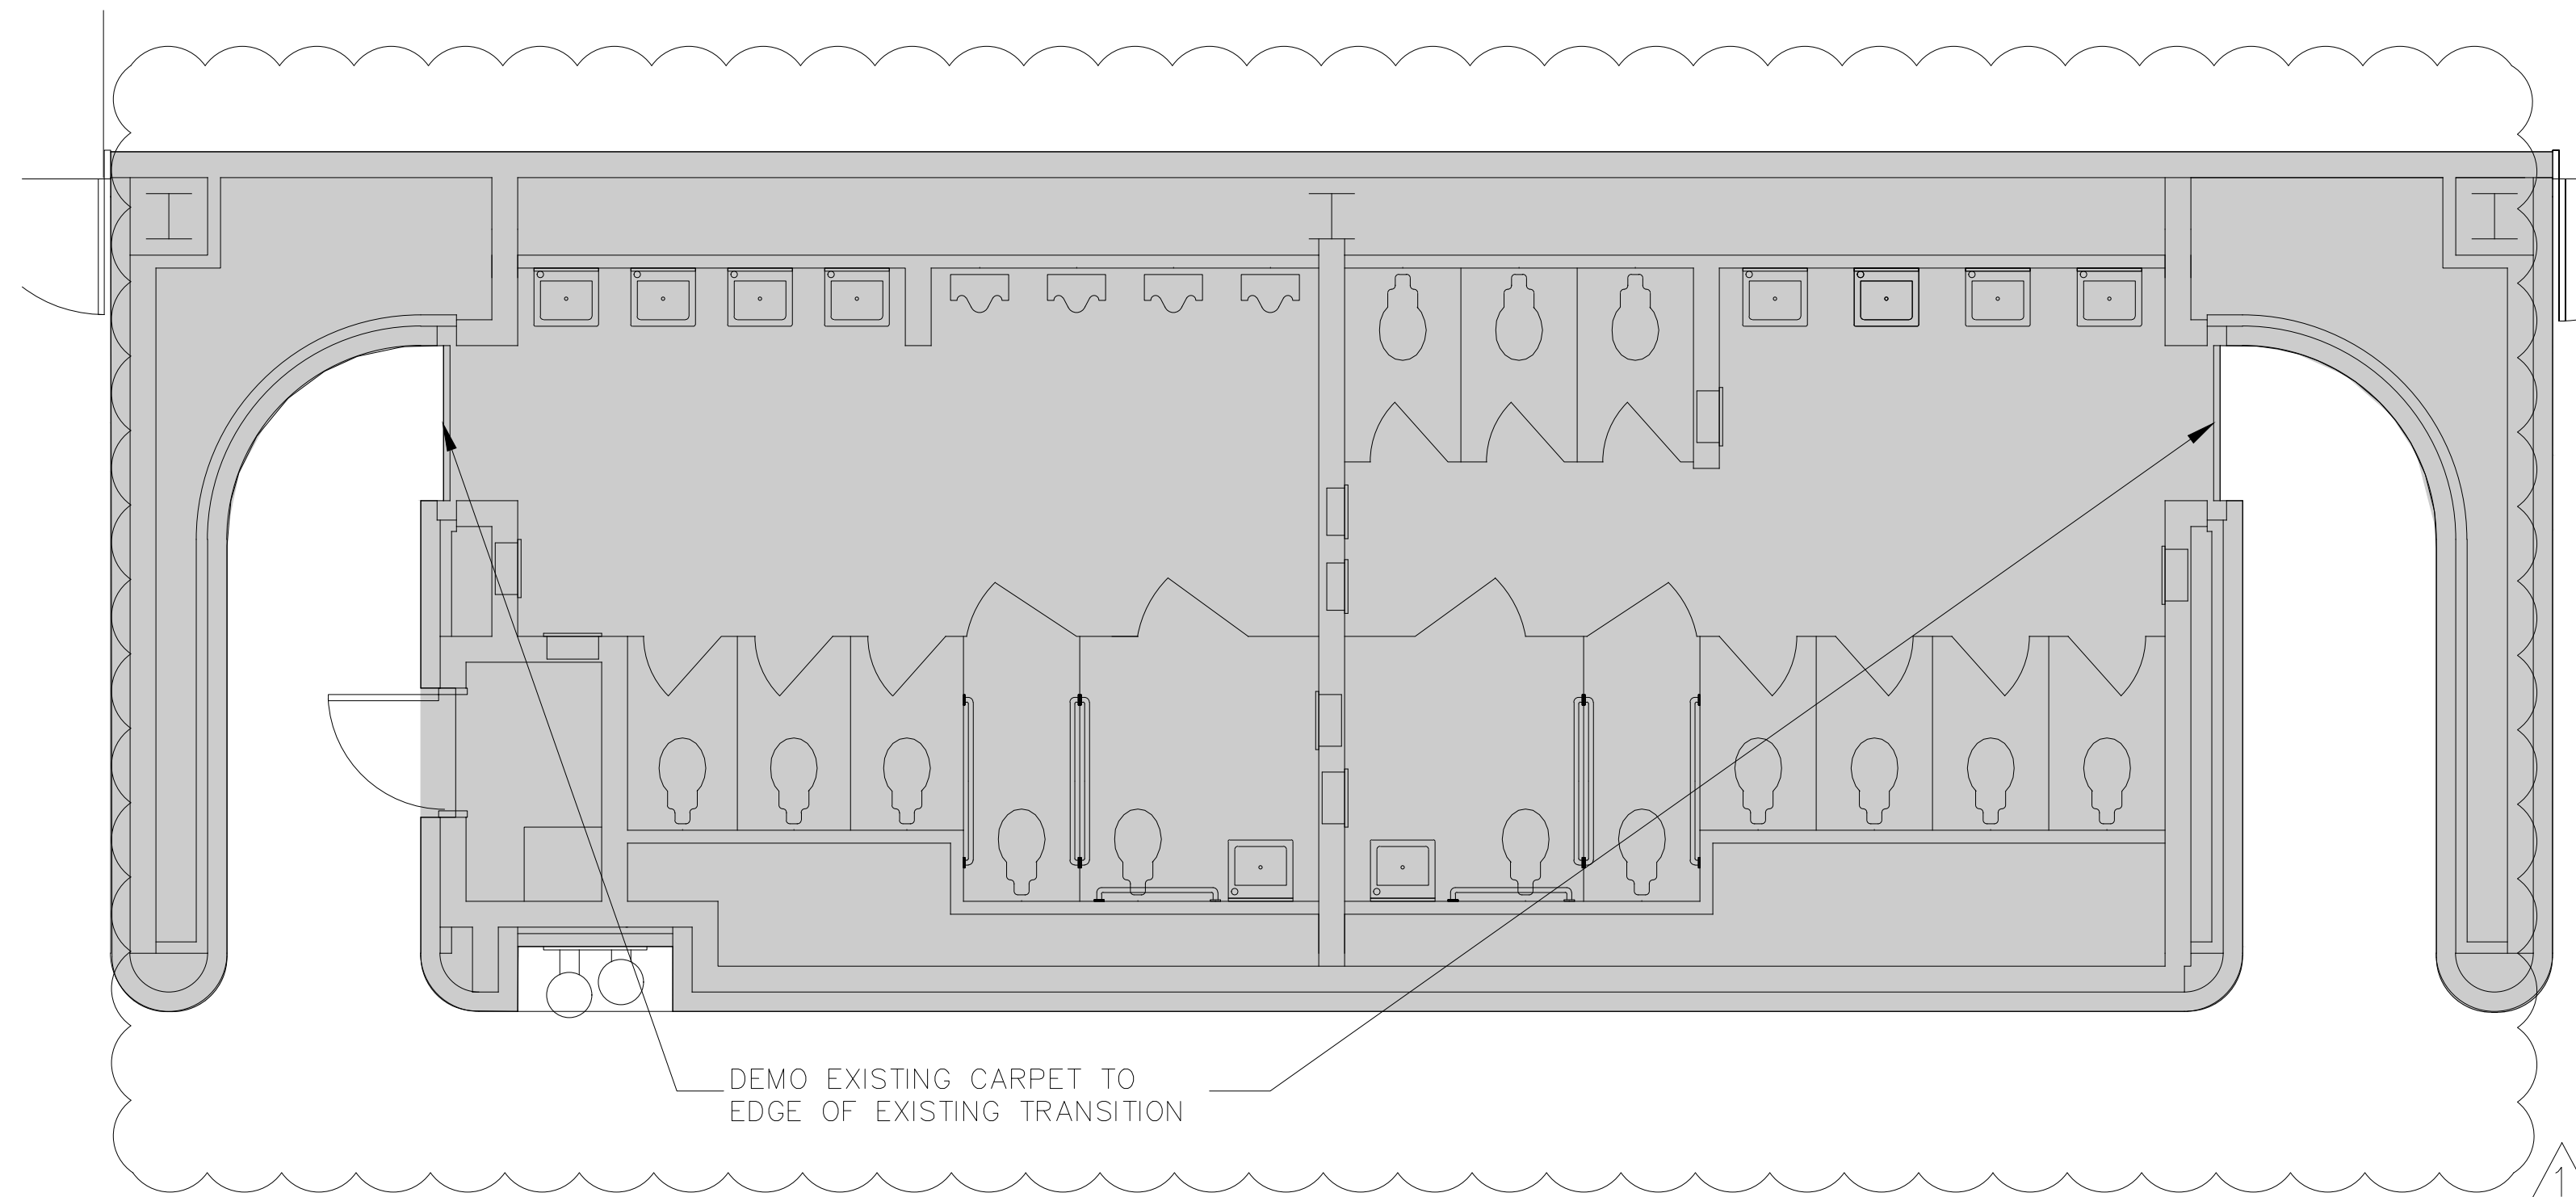 DEMO EXISTING CARPET TO
EDGE OF EXISTING TRANSITION
1